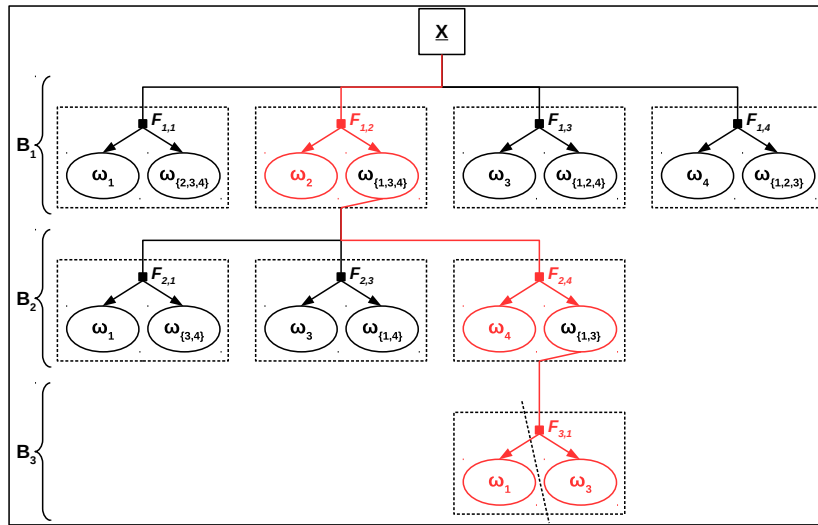 X
B1
F1,1 F1,2 F1,3 F1,4
ω1 ω{2,3,4} ω2 ω{1,3,4} ω3 ω{1,2,4} ω4 ω{1,2,3}
B2
F2,1 F2,3 F2,4
ω1 ω{3,4} ω3 ω{1,4} ω4 ω{1,3}
B3
F3,1
ω1 ω3